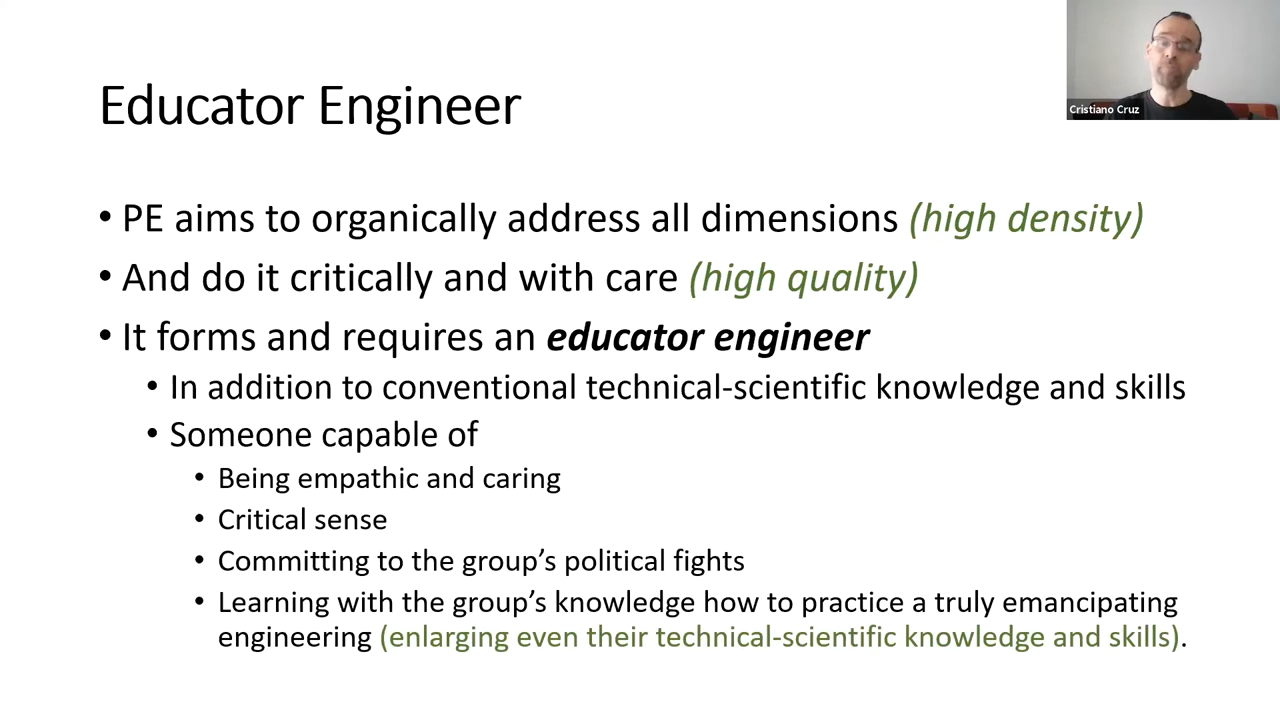 Educator Engineer
Cristiano Cruz
• PE aims to organically address all dimensions (high density)
• And do it critically and with care (high quality)
• It forms and requires an educator engineer
• In addition to conventional technical-scientific knowledge and skills
• Someone capable of
• Being empathic and caring
• Critical sense
• Committing to the group’s political fights
• Learning with the group’s knowledge how to practice a truly emancipating
engineering (enlarging even their technical-scientific knowledge and skills).